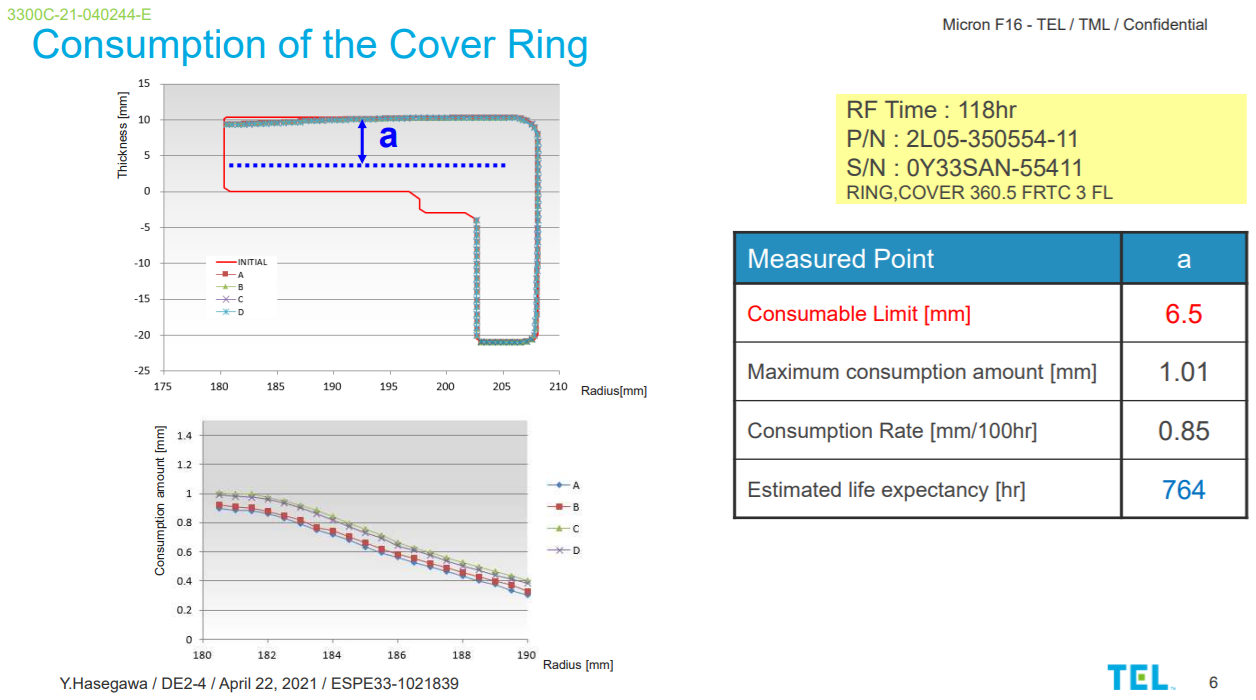 3300C-21-040244-E
Micron F16 - TEL / TML / Confidential
Consumption of the Cover Ring
Thickness [mm]
15
10
5
0
-5
-10
-15
-20
-25
a
INITIAL
A
B
C
D
175 180 185 190 195 200 205 210
Radius[mm]
Consumption amount [mm]
1.4
1.2
1
0.8
0.6
0.4
0.2
0
A
B
C
D
180 182 184 186 188 190
Radius [mm]
RF Time : 118hr
P/N : 2L05-350554-11
S/N : 0Y33SAN-55411
RING,COVER 360.5 FRTC 3 FL
Measured Point a
Consumable Limit [mm] 6.5
Maximum consumption amount [mm] 1.01
Consumption Rate [mm/100hr] 0.85
Estimated life expectancy [hr] 764
Y.Hasegawa / DE2-4 / April 22, 2021 / ESPE33-1021839
TEL
6